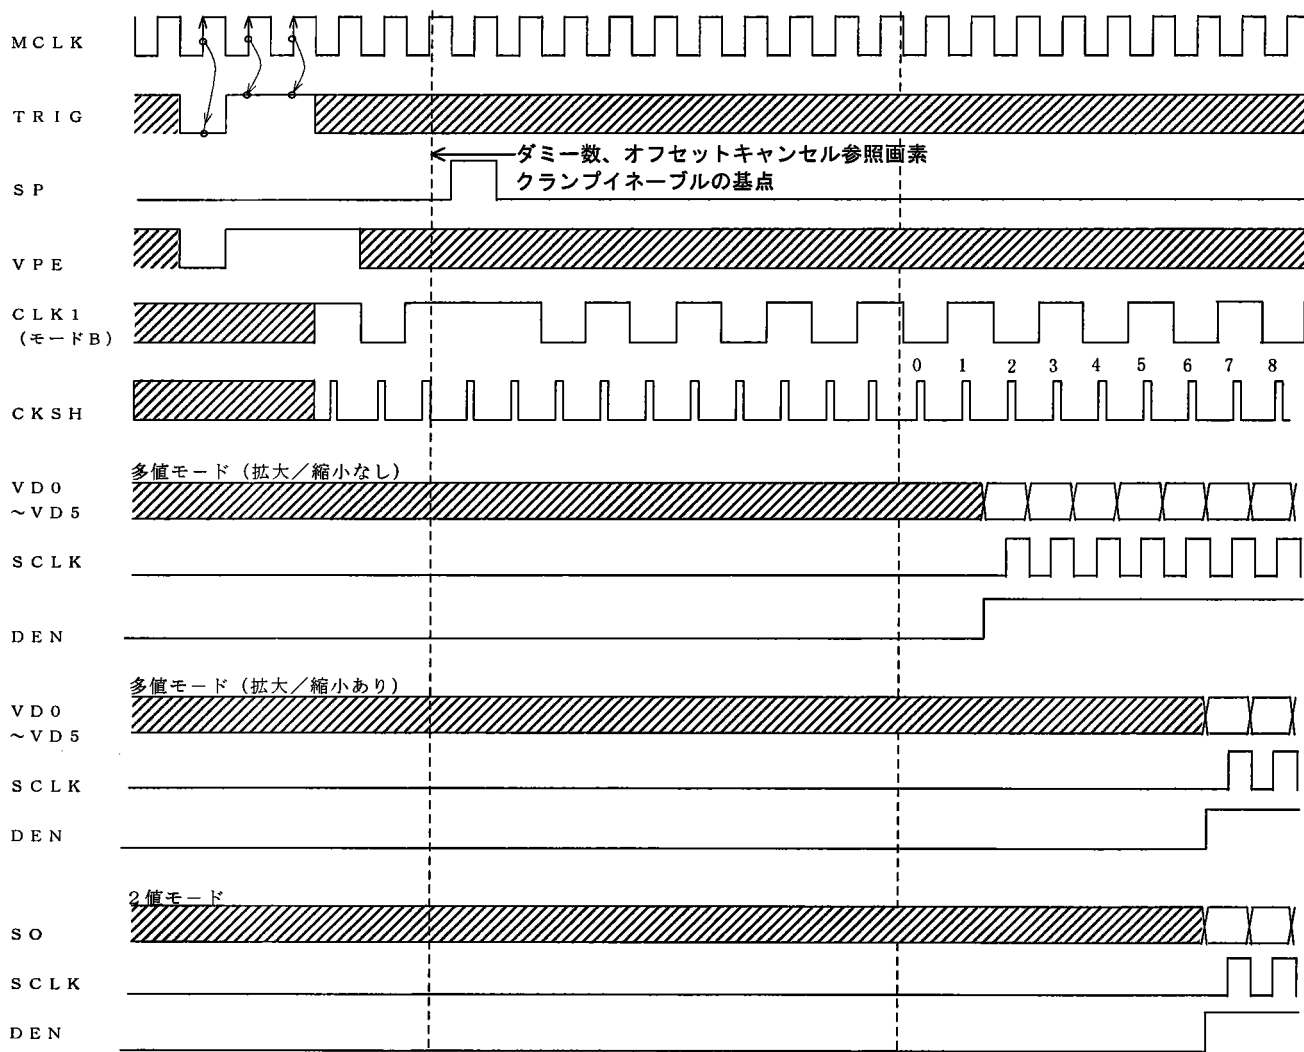 MCLK
TRIG
ダミー数、オフセットキャンセル参照画素
クランプイネーブルの基点
SP
VPE
CLK1
(モードB)
0 1 2 3 4 5 6 7 8
CKSH
多値モード(拡大/縮小なし)
VD0
~VD5
SCLK
DEN
多値モード(拡大/縮小あり)
VD0
~VD5
SCLK
DEN
2値モード
SO
SCLK
DEN